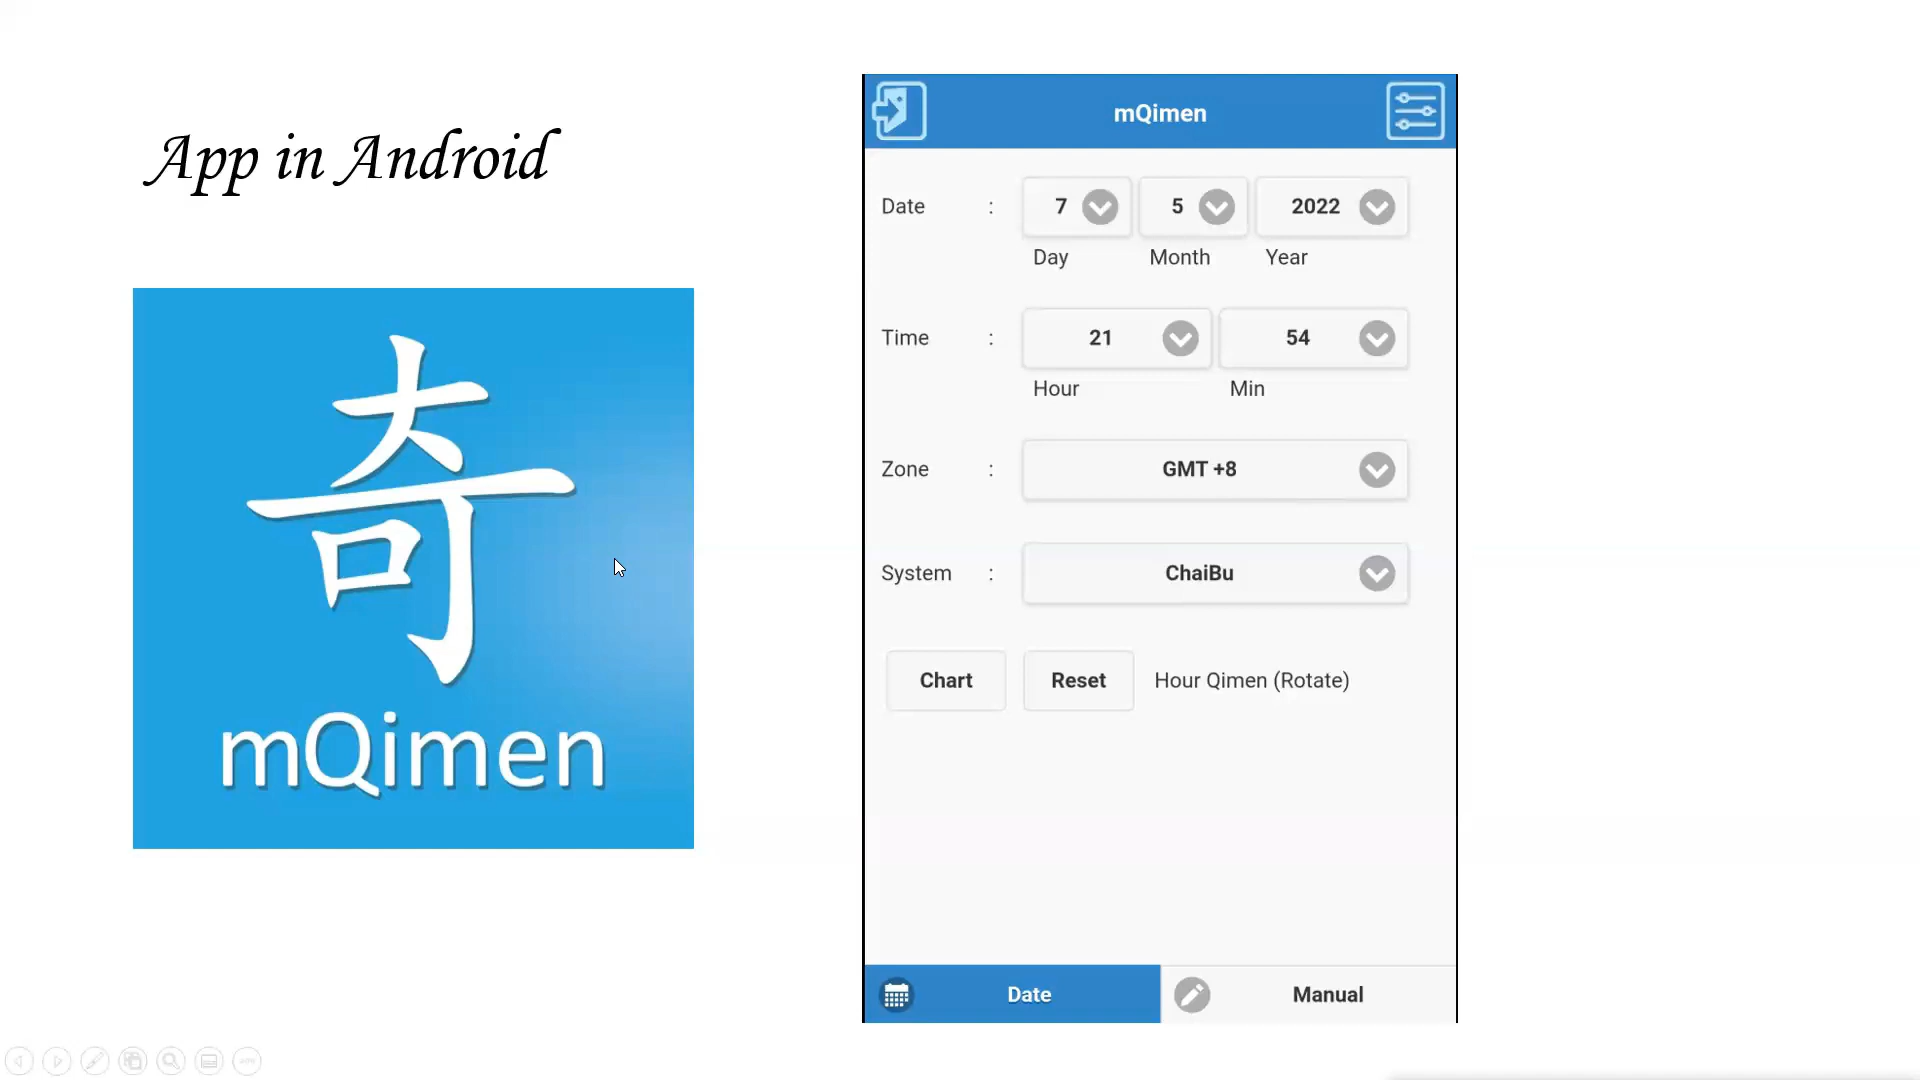 App in Android
奇
mQimen
mQimen
Date : 7 5 2022
Day Month Year
Time : 21 54
Hour Min
Zone : GMT +8
System : ChaiBu
Chart Reset Hour Qimen (Rotate)
Date Manual